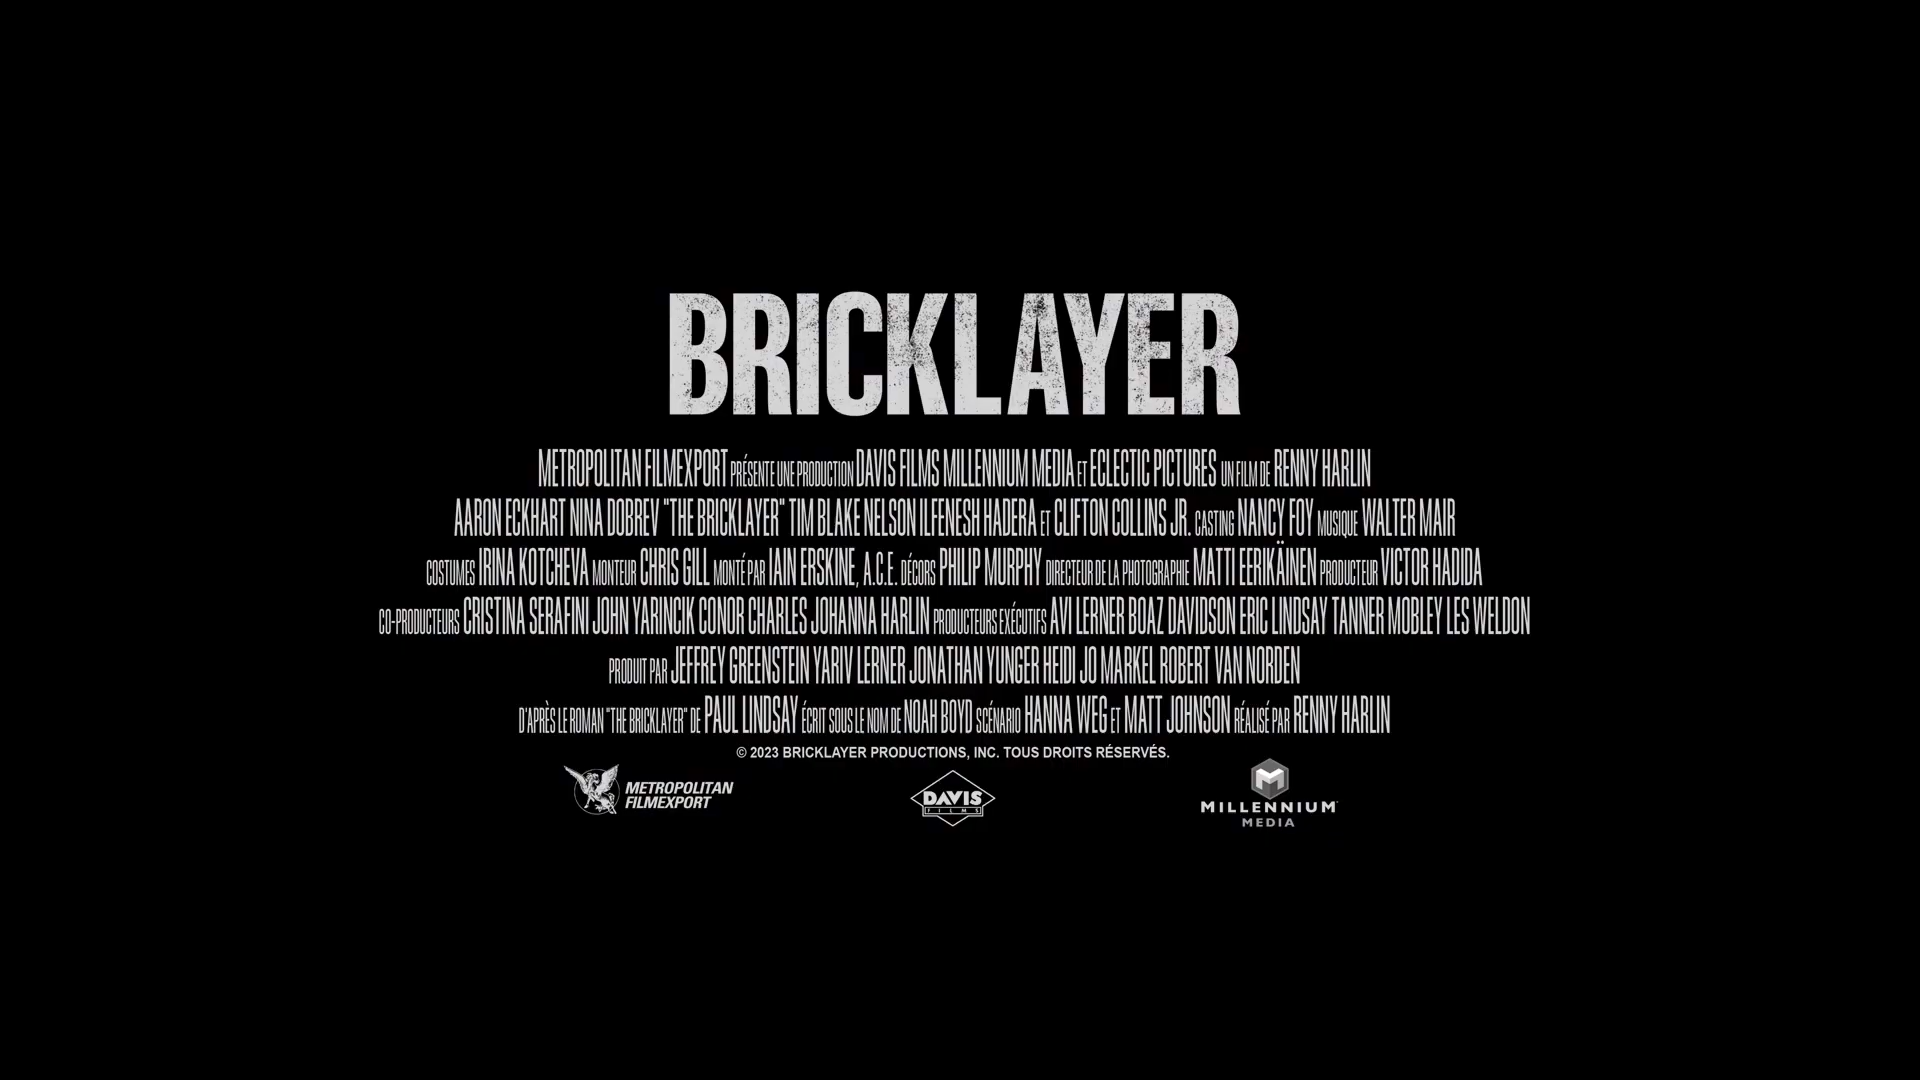 BRICKLAYER
METROPOLITAN FILMEXPORT PRÉSENTE UNE PRODUCTION DAVIS FILMS MILLENNIUM MEDIA ET ECLECTIC PICTURES UN FILM DE RENNY HARLIN
AARON ECKHART NINA DOBREV "THE BRICKLAYER" TIM BLAKE NELSON ILFENESH HADERA ET CLIFTON COLLINS JR. CASTING NANCY FOY MUSIQUE WALTER MAIR
COSTUMES IRINA KOTCHEVA MONTEUR CHRIS GILL MONTÉ PAR IAIN ERSKINE, A.C.E. DÉCORS PHILIP MURPHY DIRECTEUR DE LA PHOTOGRAPHIE MATTI EERIKÄINEN PRODUCTEUR VICTOR HADIDA
CO-PRODUCTEURS CRISTINA SERAFINI JOHN YARINCIK CONOR CHARLES JOHANNA HARLIN PRODUCTEURS EXÉCUTIFS AVI LERNER BOAZ DAVIDSON ERIC LINDSAY TANNER MOBLEY LES WELDON
PRODUIT PAR JEFFREY GREENSTEIN YARIV LERNER JONATHAN YUNGER HEIDI JO MARKEL ROBERT VAN NORDEN
D'APRÈS LE ROMAN "THE BRICKLAYER" DE PAUL LINDSAY ÉCRIT SOUS LE NOM DE NOAH BOYD SCÉNARIO HANNA WEG ET MATT JOHNSON RÉALISÉ PAR RENNY HARLIN
© 2023 BRICKLAYER PRODUCTIONS, INC. TOUS DROITS RÉSERVÉS.
METROPOLITAN
FILMEXPORT
DAVIS
FILMS
MILLENNIUM
MEDIA